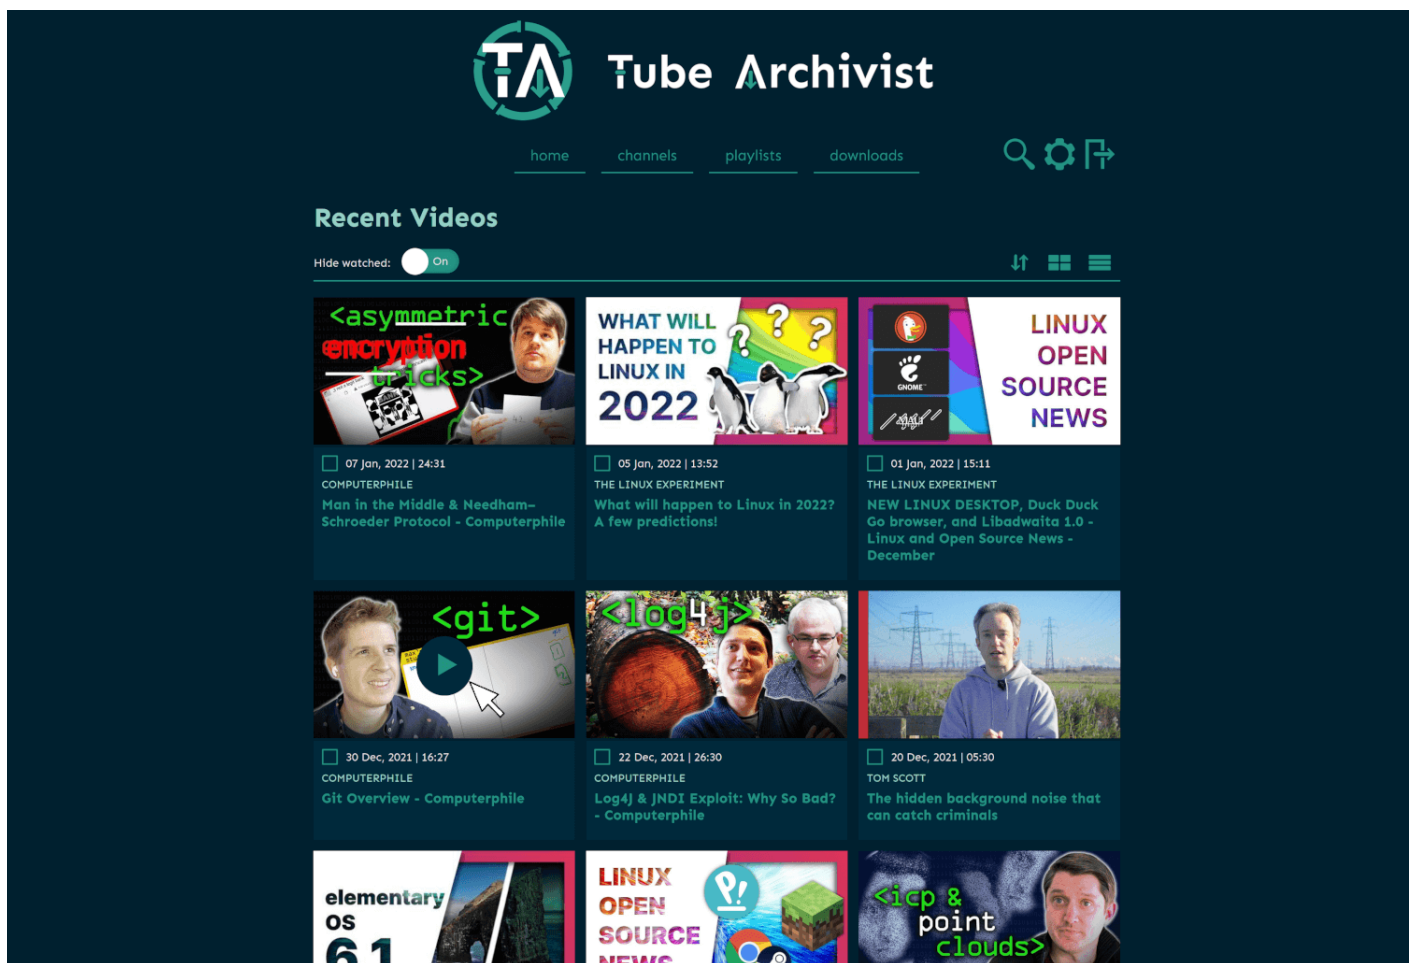 TA
Tube Archivist
home channels playlists downloads
Recent Videos
Hide watched: On
<asymmetric
encryption
tricks>
WHAT WILL
HAPPEN TO
LINUX IN
2022
? ? ?
GNOME
LINUX
OPEN
SOURCE
NEWS
07 Jan, 2022 | 24:31
COMPUTERPHILE
Man in the Middle & Needham–
Schroeder Protocol - Computerphile
05 Jan, 2022 | 13:52
THE LINUX EXPERIMENT
What will happen to Linux in 2022?
A few predictions!
01 Jan, 2022 | 15:11
THE LINUX EXPERIMENT
NEW LINUX DESKTOP, Duck Duck
Go browser, and Libadwaita 1.0 -
Linux and Open Source News -
December
<git>
<log4j>
30 Dec, 2021 | 16:27
COMPUTERPHILE
Git Overview - Computerphile
22 Dec, 2021 | 26:30
COMPUTERPHILE
Log4J & JNDI Exploit: Why So Bad?
- Computerphile
20 Dec, 2021 | 05:30
TOM SCOTT
The hidden background noise that
can catch criminals
elementary
OS
6.1
LINUX
OPEN
SOURCE
NEWS
P!
<icp &
point
clouds>